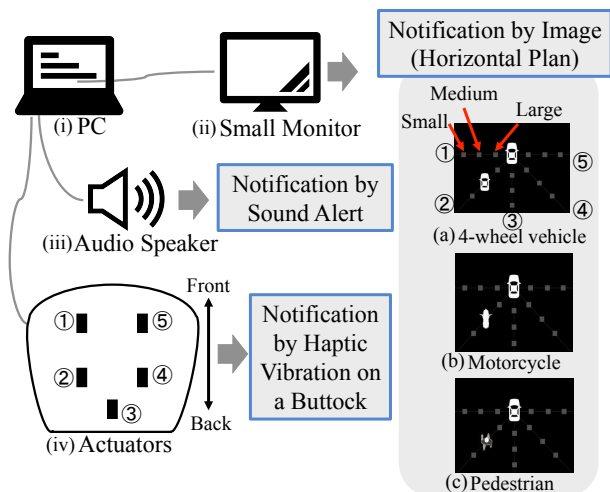 Notification by Image
(Horizontal Plan)
(i) PC
(ii) Small Monitor
Medium
Small
Large
①
⑤
②
③
④
(a) 4-wheel vehicle
Notification by
Sound Alert
(iii) Audio Speaker
Front
①
⑤
②
④
③
Back
(iv) Actuators
Notification
by Haptic
Vibration on
a Buttock
(b) Motorcycle
(c) Pedestrian